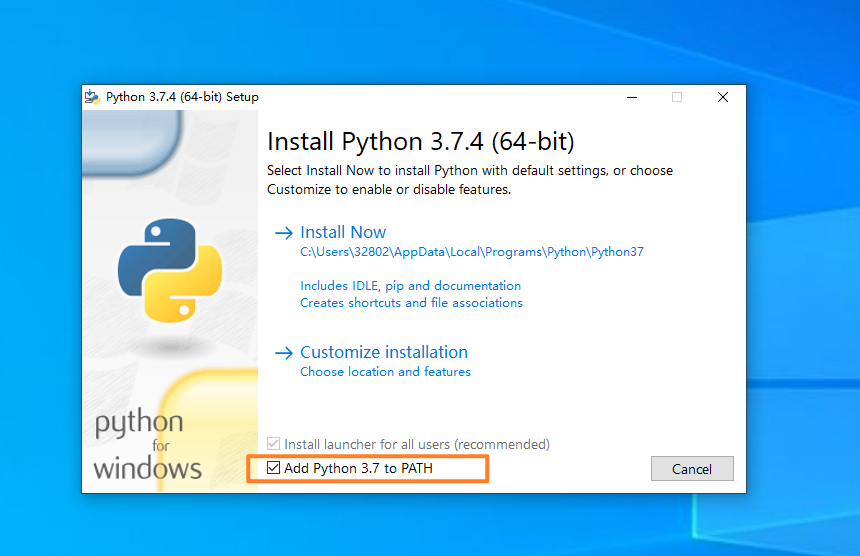 Python 3.7.4 (64-bit) Setup
Install Python 3.7.4 (64-bit)
Select Install Now to install Python with default settings, or choose
Customize to enable or disable features.
Install Now
C:\Users\32802\AppData\Local\Programs\Python\Python37
Includes IDLE, pip and documentation
Creates shortcuts and file associations
Customize installation
Choose location and features
python
for
windows
Install launcher for all users (recommended)
Add Python 3.7 to PATH
Cancel